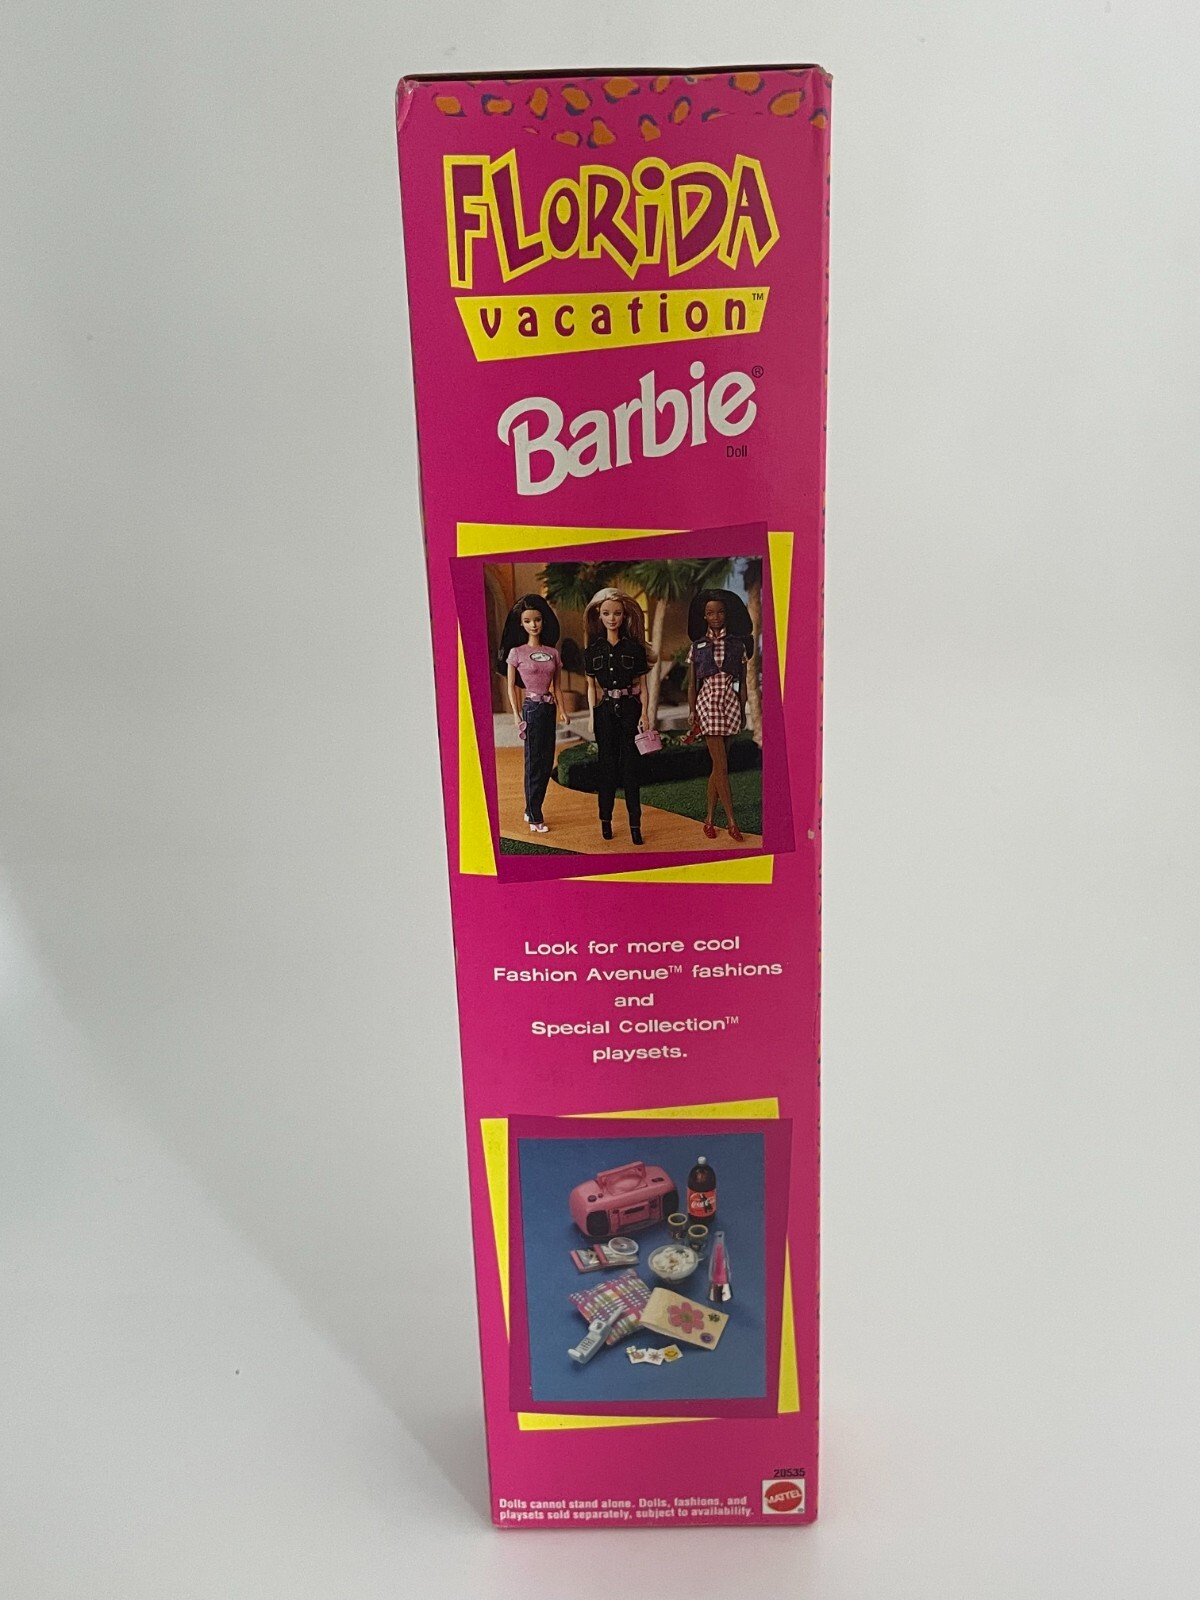 FLORiDA
vacation™
Barbie®
Doll
Look for more cool
Fashion Avenue™ fashions
and
Special Collection™
playsets.
20535
Dolls cannot stand alone. Dolls, fashions, and
playsets sold separately, subject to availability.
MATTEL
®